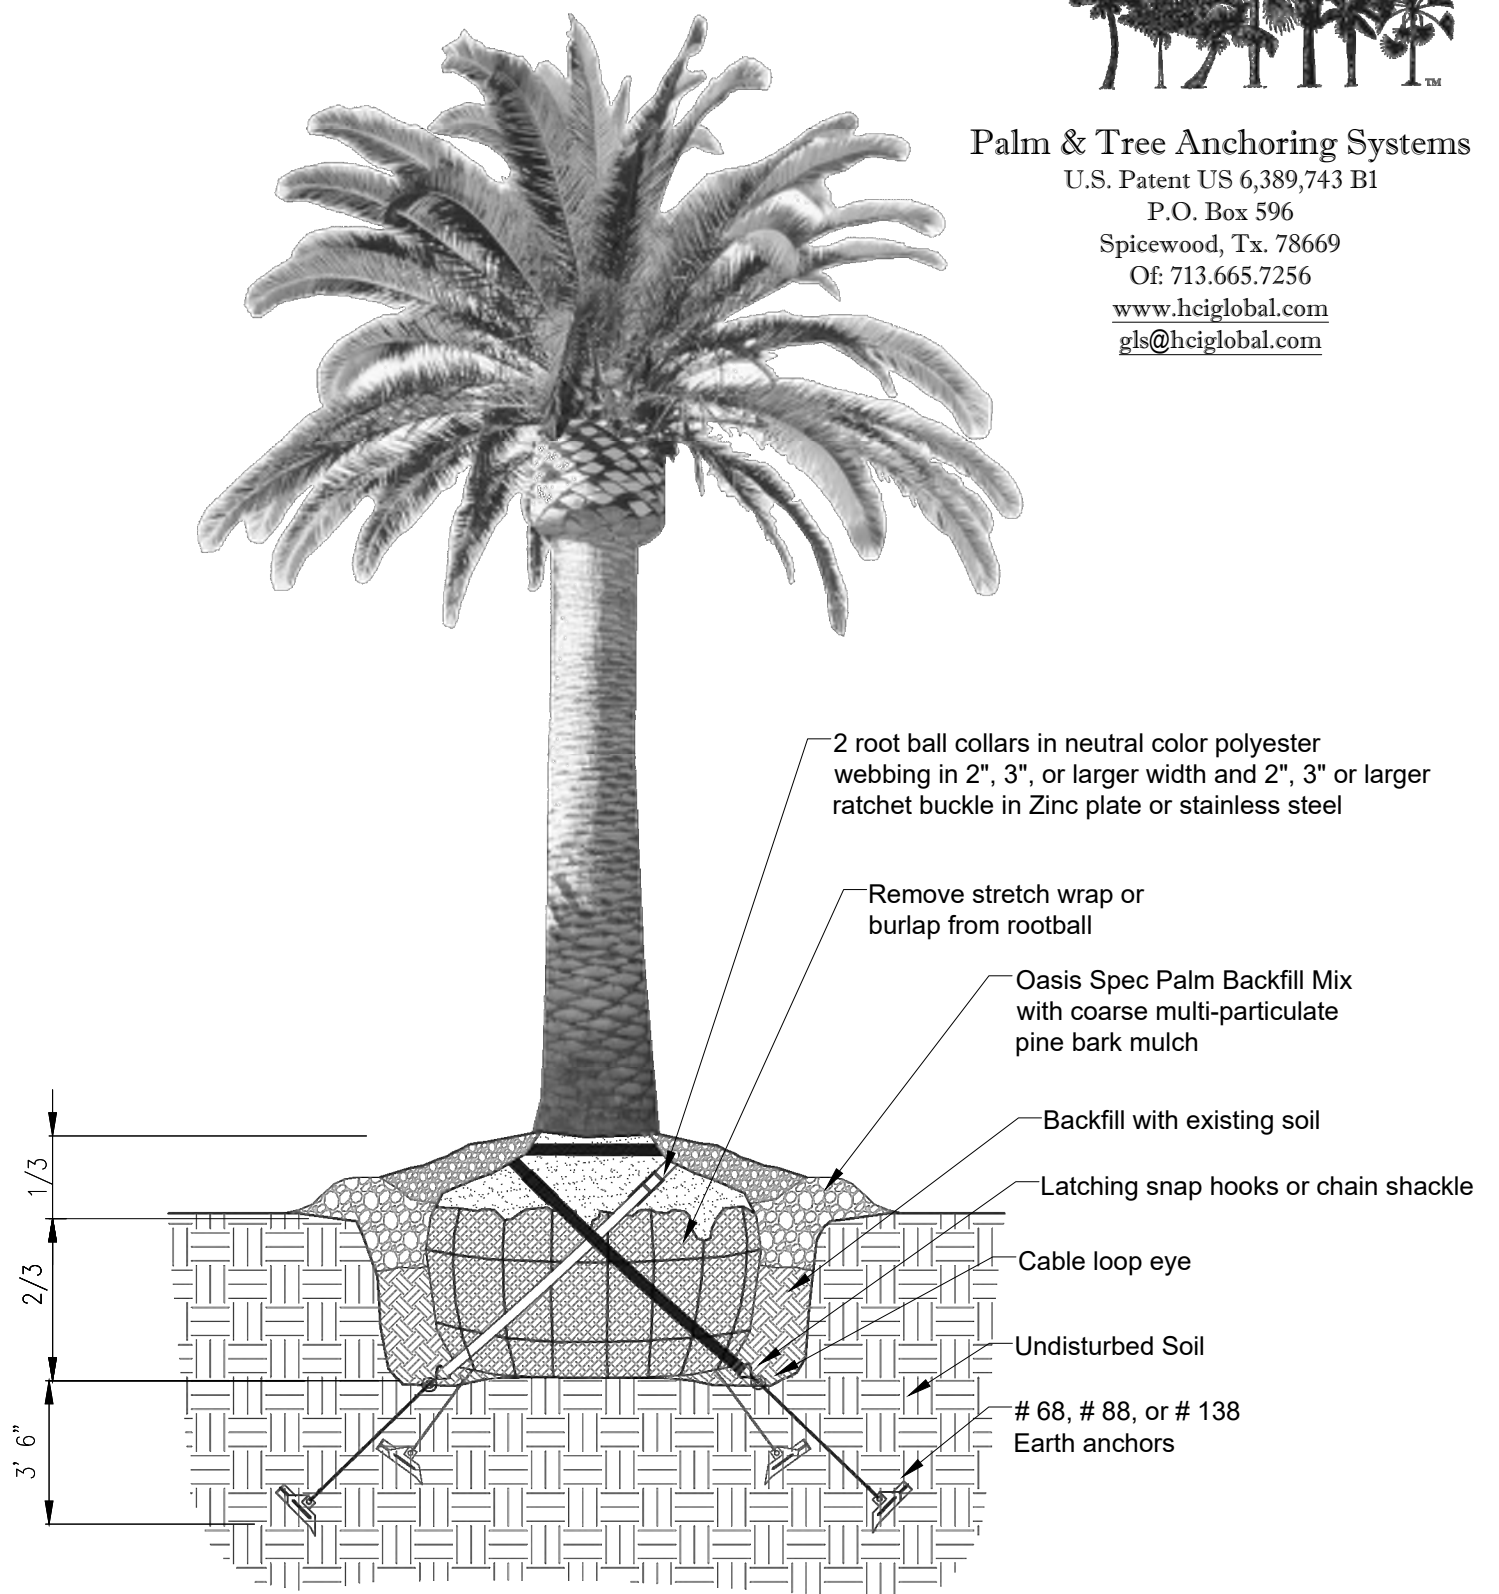 TM
Palm & Tree Anchoring Systems
U.S. Patent US 6,389,743 B1
P.O. Box 596
Spicewood, Tx. 78669
Of: 713.665.7256
www.hciglobal.com
gls@hciglobal.com
2 root ball collars in neutral color polyester
webbing in 2", 3", or larger width and 2", 3" or larger
ratchet buckle in Zinc plate or stainless steel
Remove stretch wrap or
burlap from rootball
Oasis Spec Palm Backfill Mix
with coarse multi-particulate
pine bark mulch
Backfill with existing soil
Latching snap hooks or chain shackle
Cable loop eye
Undisturbed Soil
# 68, # 88, or # 138
Earth anchors
1/3
2/3
3' 6"